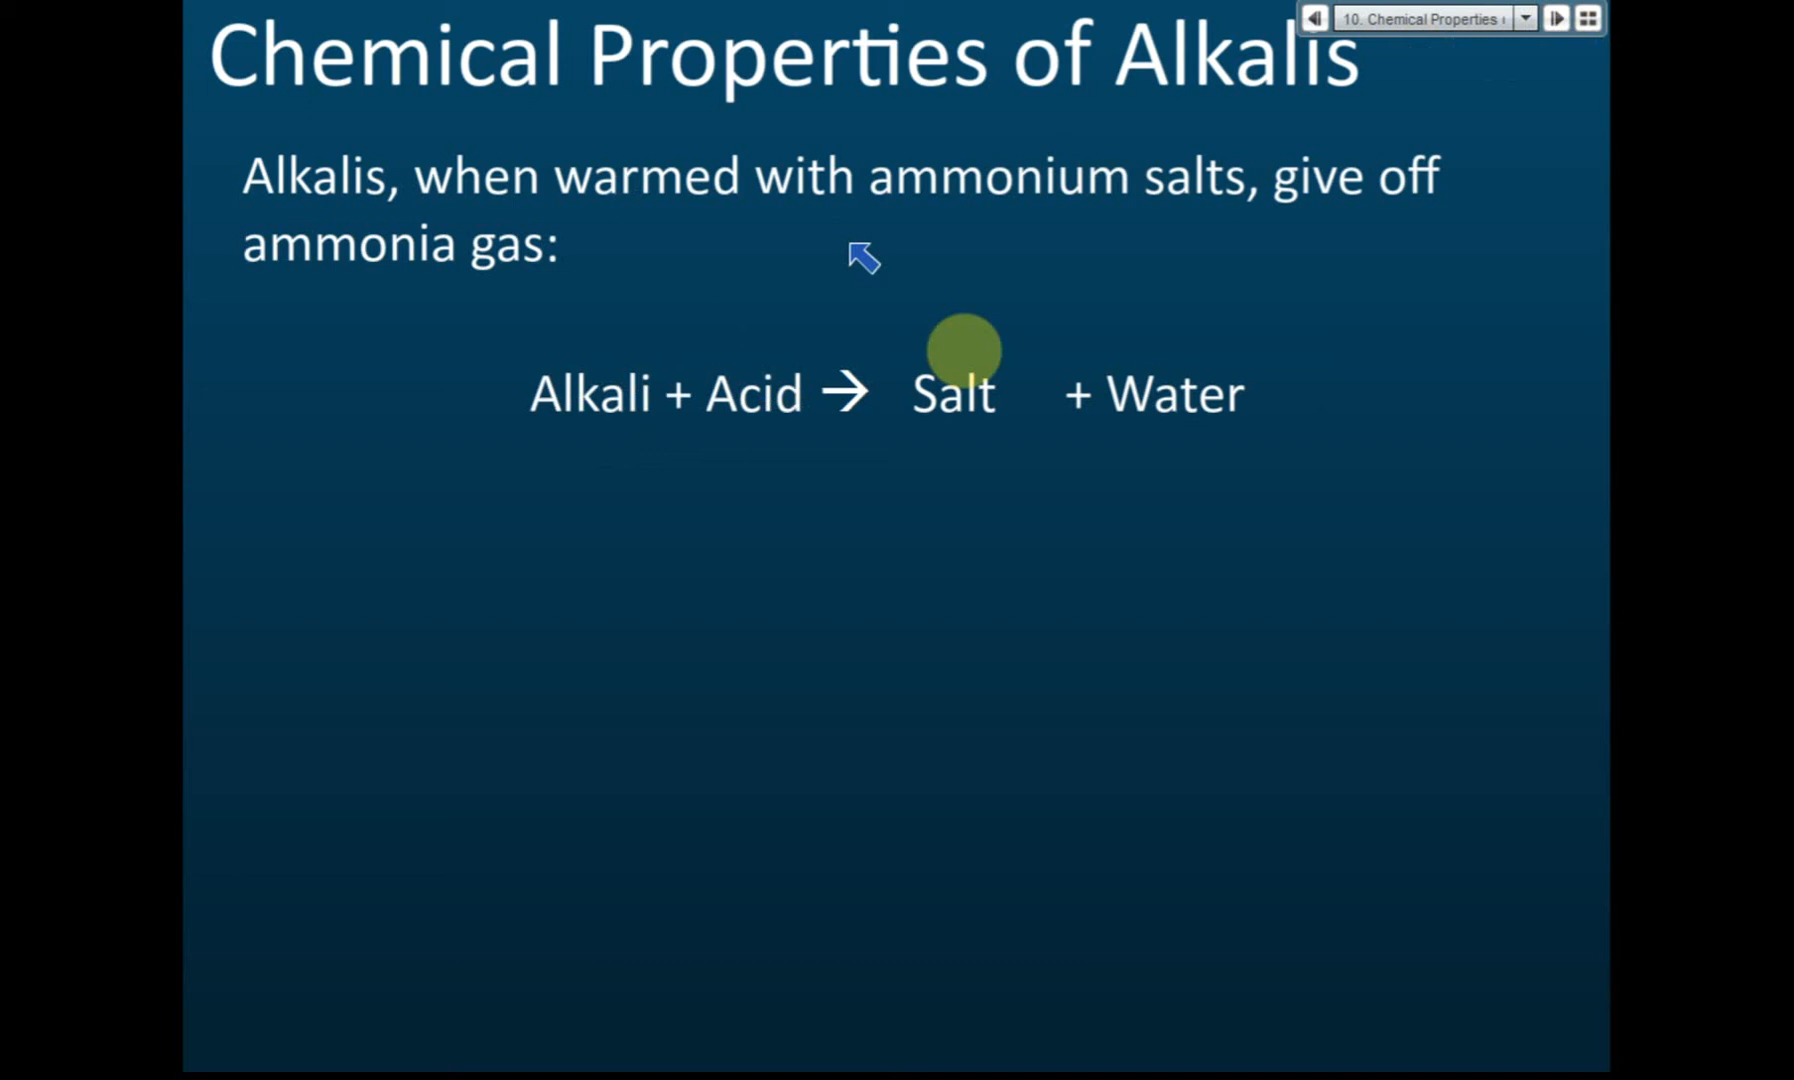 10. Chemical Properties
Chemical Properties of Alkalis
Alkalis, when warmed with ammonium salts, give off
ammonia gas:
Alkali + Acid → Salt + Water